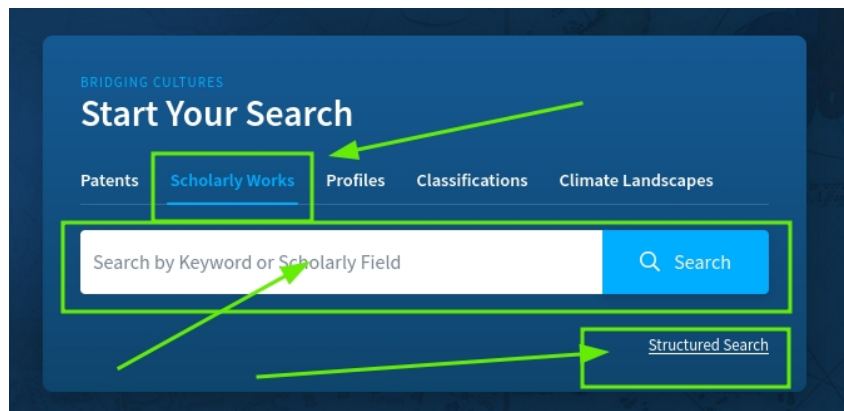 BRIDGING CULTURES
Start Your Search
Patents Scholarly Works Profiles Classifications Climate Landscapes
Search by Keyword or Scholarly Field Search
Structured Search